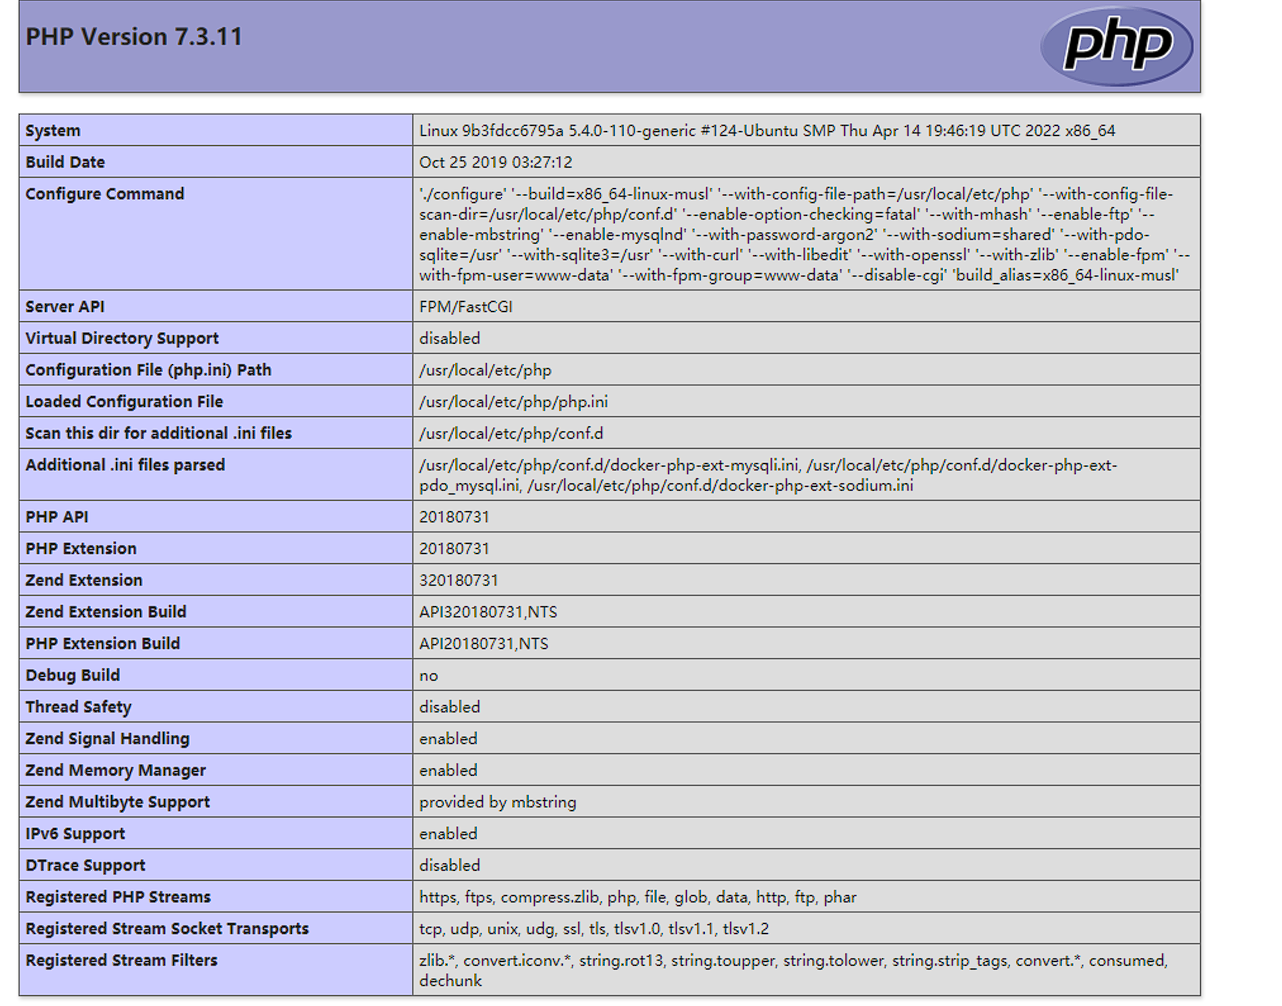 PHP Version 7.3.11
php
System Linux 9b3fdcc6795a 5.4.0-110-generic #124-Ubuntu SMP Thu Apr 14 19:46:19 UTC 2022 x86_64
Build Date Oct 25 2019 03:27:12
Configure Command './configure' '--build=x86_64-linux-musl' '--with-config-file-path=/usr/local/etc/php' '--with-config-file-
scan-dir=/usr/local/etc/php/conf.d' '--enable-option-checking=fatal' '--with-mhash' '--enable-ftp' '--
enable-mbstring' '--enable-mysqlnd' '--with-password-argon2' '--with-sodium=shared' '--with-pdo-
sqlite=/usr' '--with-sqlite3=/usr' '--with-curl' '--with-libedit' '--with-openssl' '--with-zlib' '--enable-fpm' '--
with-fpm-user=www-data' '--with-fpm-group=www-data' '--disable-cgi' 'build_alias=x86_64-linux-musl'
Server API FPM/FastCGI
Virtual Directory Support disabled
Configuration File (php.ini) Path /usr/local/etc/php
Loaded Configuration File /usr/local/etc/php/php.ini
Scan this dir for additional .ini files /usr/local/etc/php/conf.d
Additional .ini files parsed /usr/local/etc/php/conf.d/docker-php-ext-mysqli.ini, /usr/local/etc/php/conf.d/docker-php-ext-
pdo_mysql.ini, /usr/local/etc/php/conf.d/docker-php-ext-sodium.ini
PHP API 20180731
PHP Extension 20180731
Zend Extension 320180731
Zend Extension Build API320180731,NTS
PHP Extension Build API20180731,NTS
Debug Build no
Thread Safety disabled
Zend Signal Handling enabled
Zend Memory Manager enabled
Zend Multibyte Support provided by mbstring
IPv6 Support enabled
DTrace Support disabled
Registered PHP Streams https, ftps, compress.zlib, php, file, glob, data, http, ftp, phar
Registered Stream Socket Transports tcp, udp, unix, udg, ssl, tls, tlsv1.0, tlsv1.1, tlsv1.2
Registered Stream Filters zlib.*, convert.iconv.*, string.rot13, string.toupper, string.tolower, string.strip_tags, convert.*, consumed,
dechunk